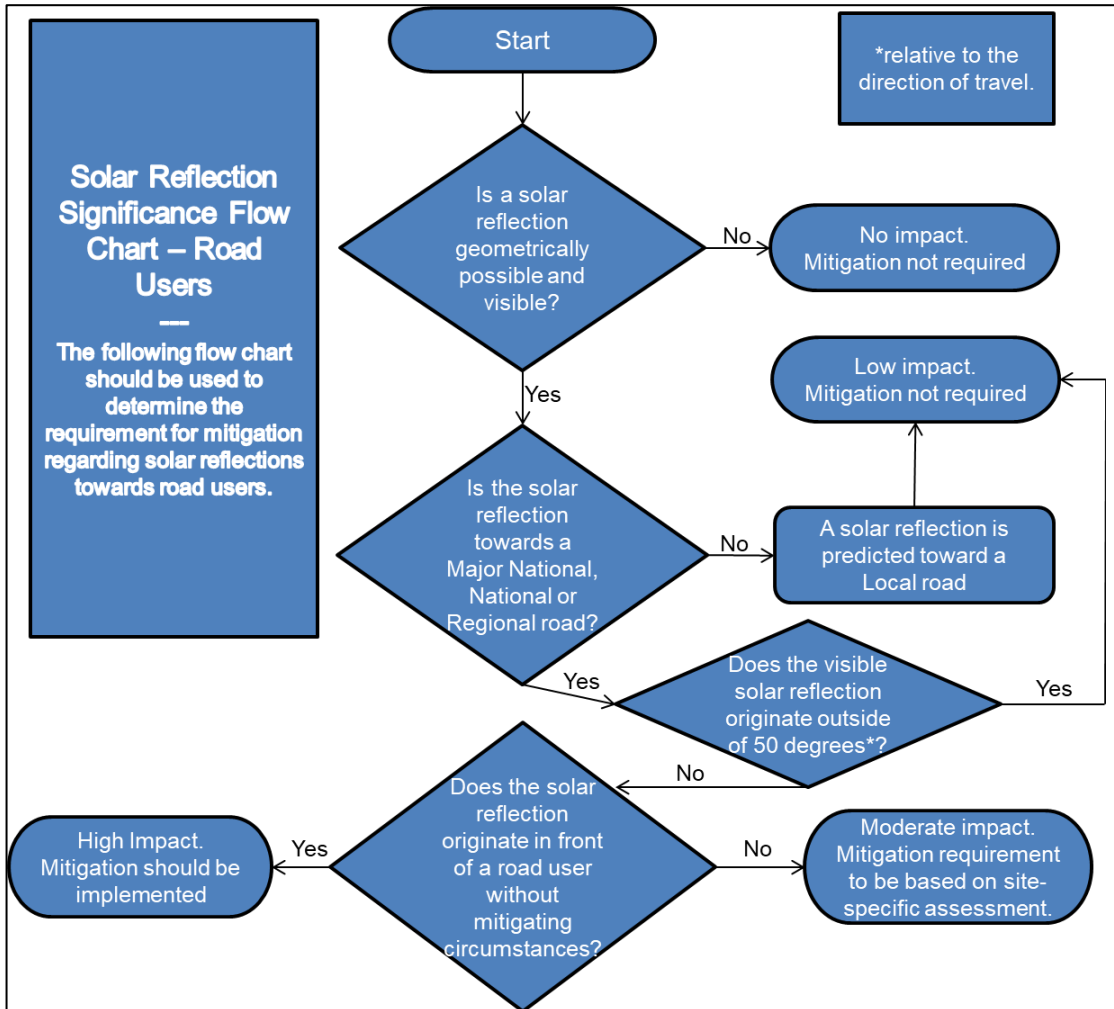 Start
*relative to the
direction of travel.
Solar Reflection
Significance Flow
Chart – Road
Users
---
The following flow chart
should be used to
determine the
requirement for mitigation
regarding solar reflections
towards road users.
Is a solar
reflection
geometrically
possible and
visible?
No
No impact.
Mitigation not required
Yes
Low impact.
Mitigation not required
Is the solar
reflection
towards a
Major National,
National or
Regional road?
No
A solar reflection is
predicted toward a
Local road
Yes
Does the visible
solar reflection
originate outside
of 50 degrees*?
Yes
No
Does the solar
reflection
originate in front
of a road user
without
mitigating
circumstances?
Yes
High Impact.
Mitigation should be
implemented
No
Moderate impact.
Mitigation requirement
to be based on site-
specific assessment.